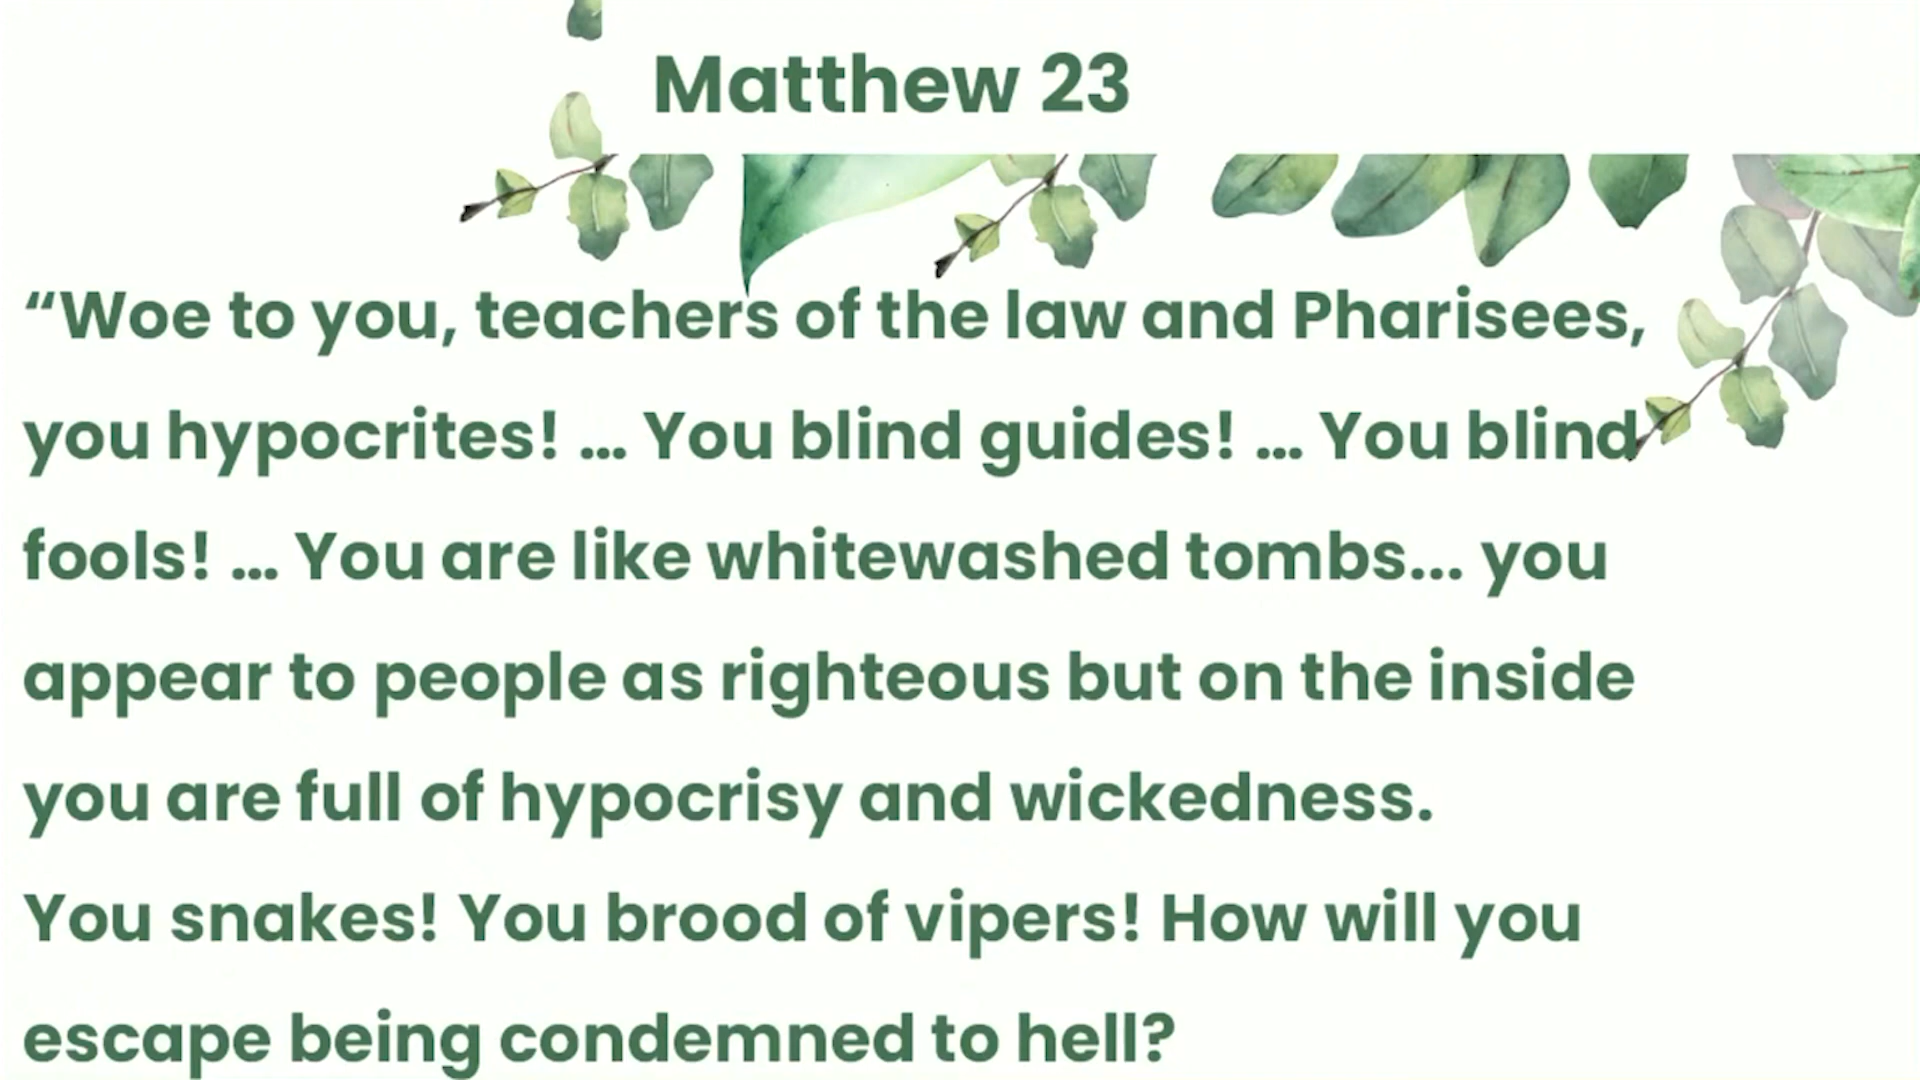 Matthew 23
“Woe to you, teachers of the law and Pharisees,
you hypocrites! ... You blind guides! ... You blind
fools! ... You are like whitewashed tombs... you
appear to people as righteous but on the inside
you are full of hypocrisy and wickedness.
You snakes! You brood of vipers! How will you
escape being condemned to hell?